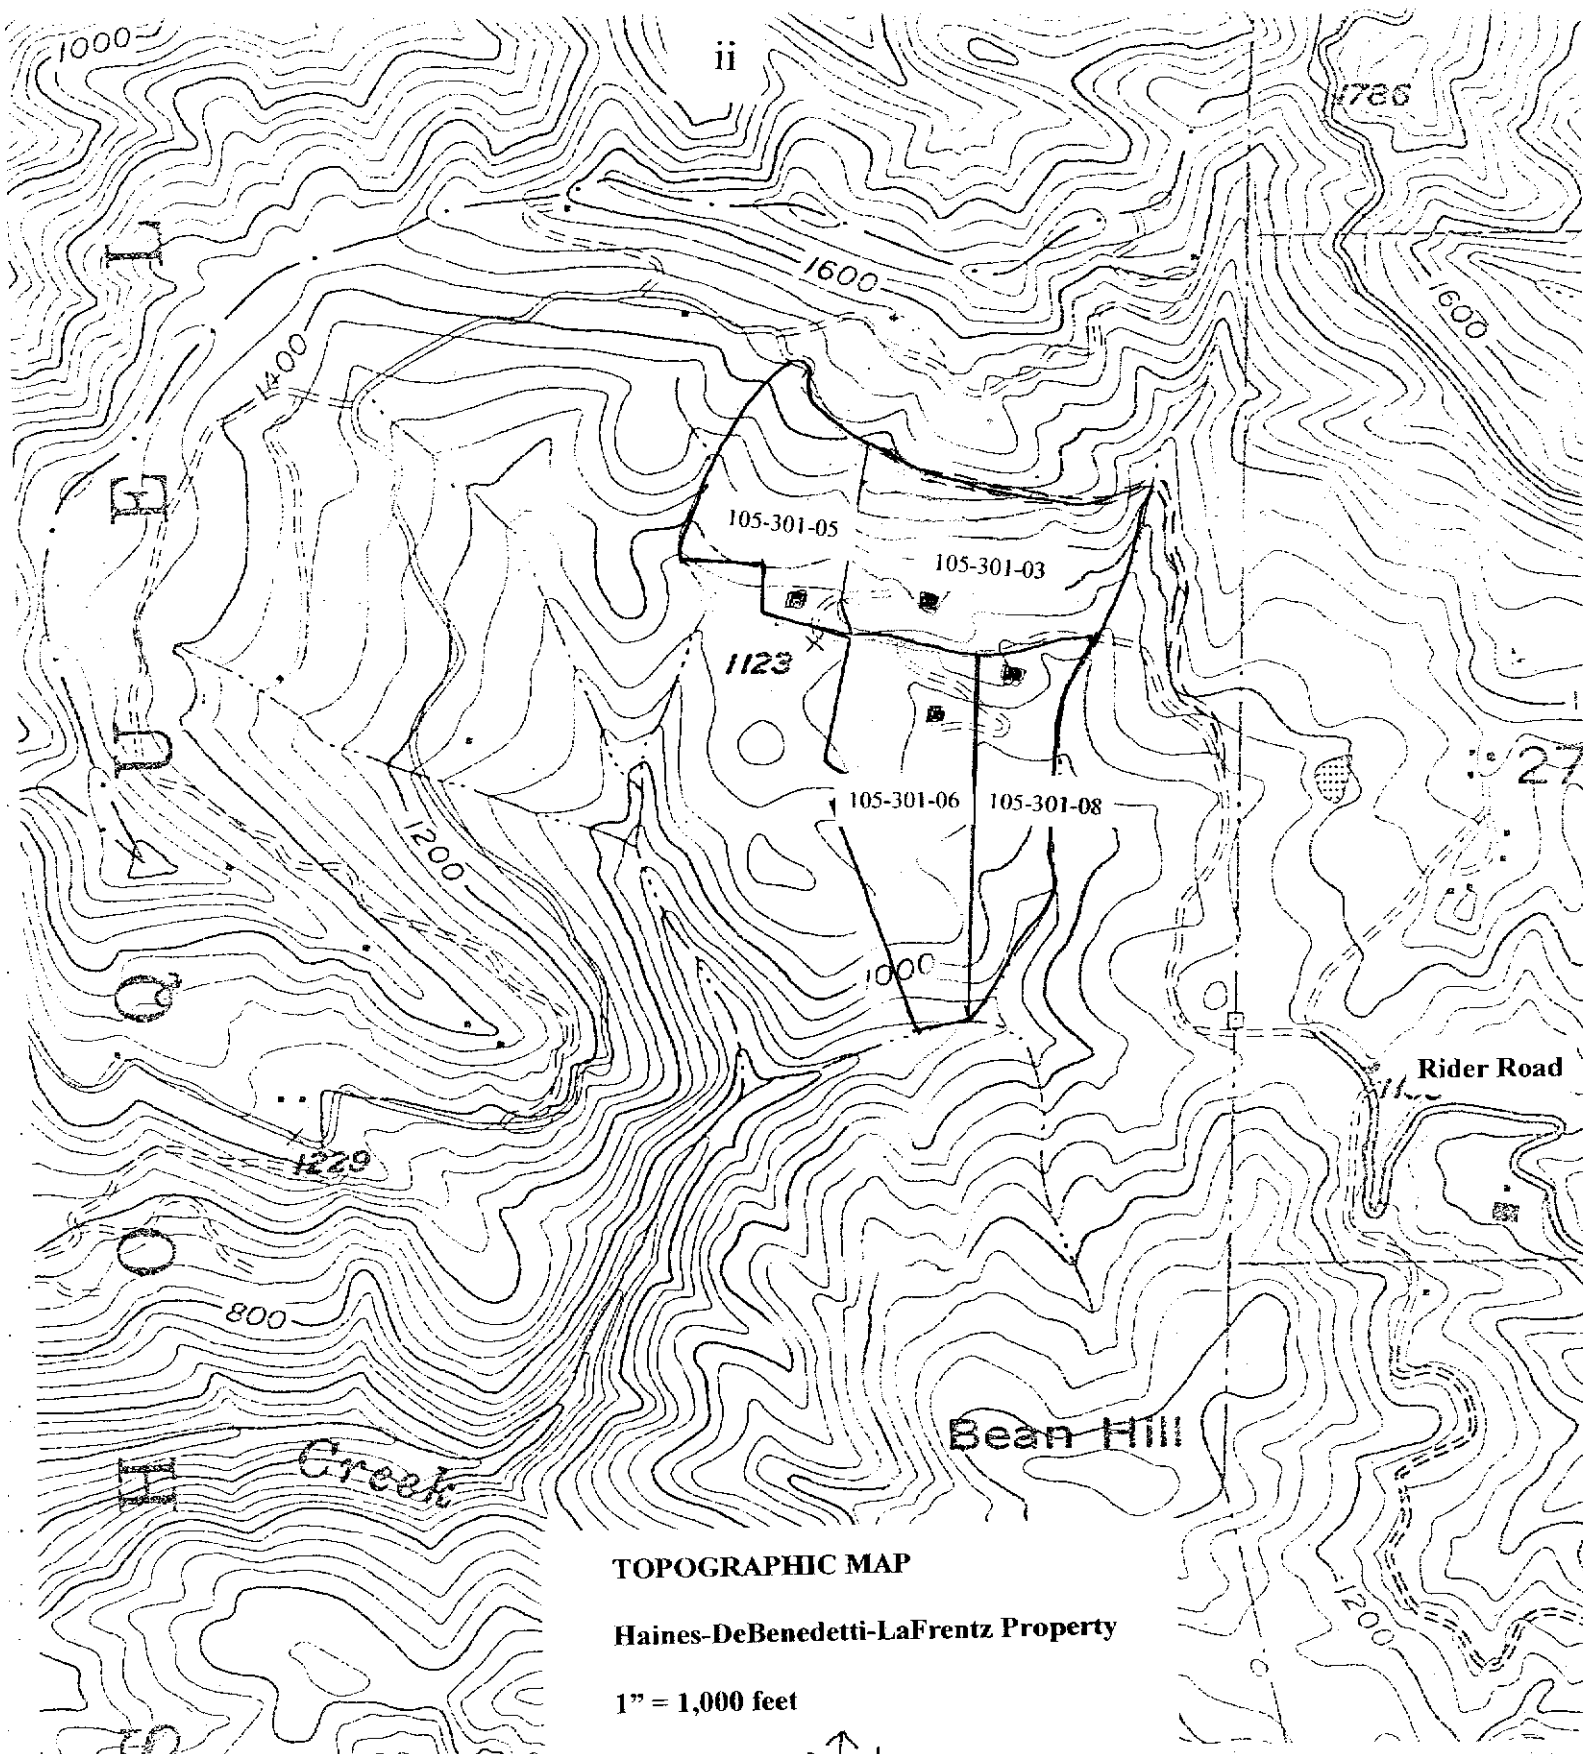 ii
1000
1786
L
1600
1600
1400
E
105-301-05
105-301-03
1123
U
27
105-301-06
105-301-08
1200
Q
1000
Rider Road
1229
O
800
Bean Hill
H
Creek
S
1200
TOPOGRAPHIC MAP
Haines-DeBenedetti-LaFrentz Property
1” = 1,000 feet